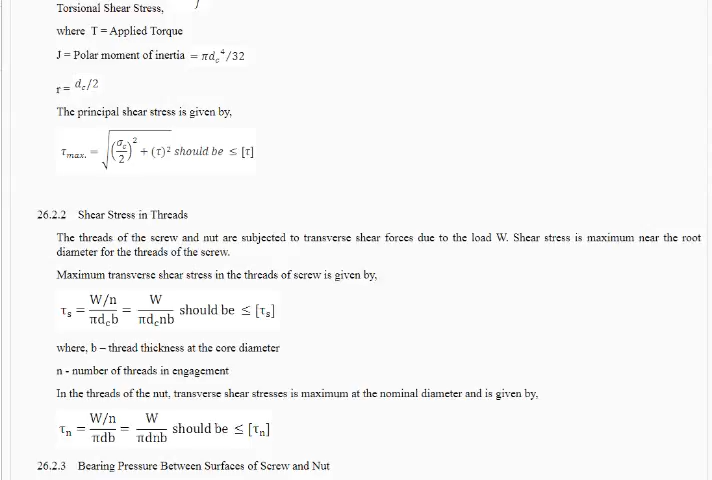 Torsional Shear Stress,
where T = Applied Torque
J = Polar moment of inertia = πd_c⁴/32
r = d_c/2
The principal shear stress is given by,
τ_max. = √((σ_c/2)² + (τ)²) should be ≤ [τ]
26.2.2 Shear Stress in Threads
The threads of the screw and nut are subjected to transverse shear forces due to the load W. Shear stress is maximum near the root
diameter for the threads of the screw.
Maximum transverse shear stress in the threads of screw is given by,
τ_s = (W/n)/(πd_c b) = W/(πd_c nb) should be ≤ [τ_s]
where, b – thread thickness at the core diameter
n - number of threads in engagement
In the threads of the nut, transverse shear stresses is maximum at the nominal diameter and is given by,
τ_n = (W/n)/(πdb) = W/(πdnb) should be ≤ [τ_n]
26.2.3 Bearing Pressure Between Surfaces of Screw and Nut